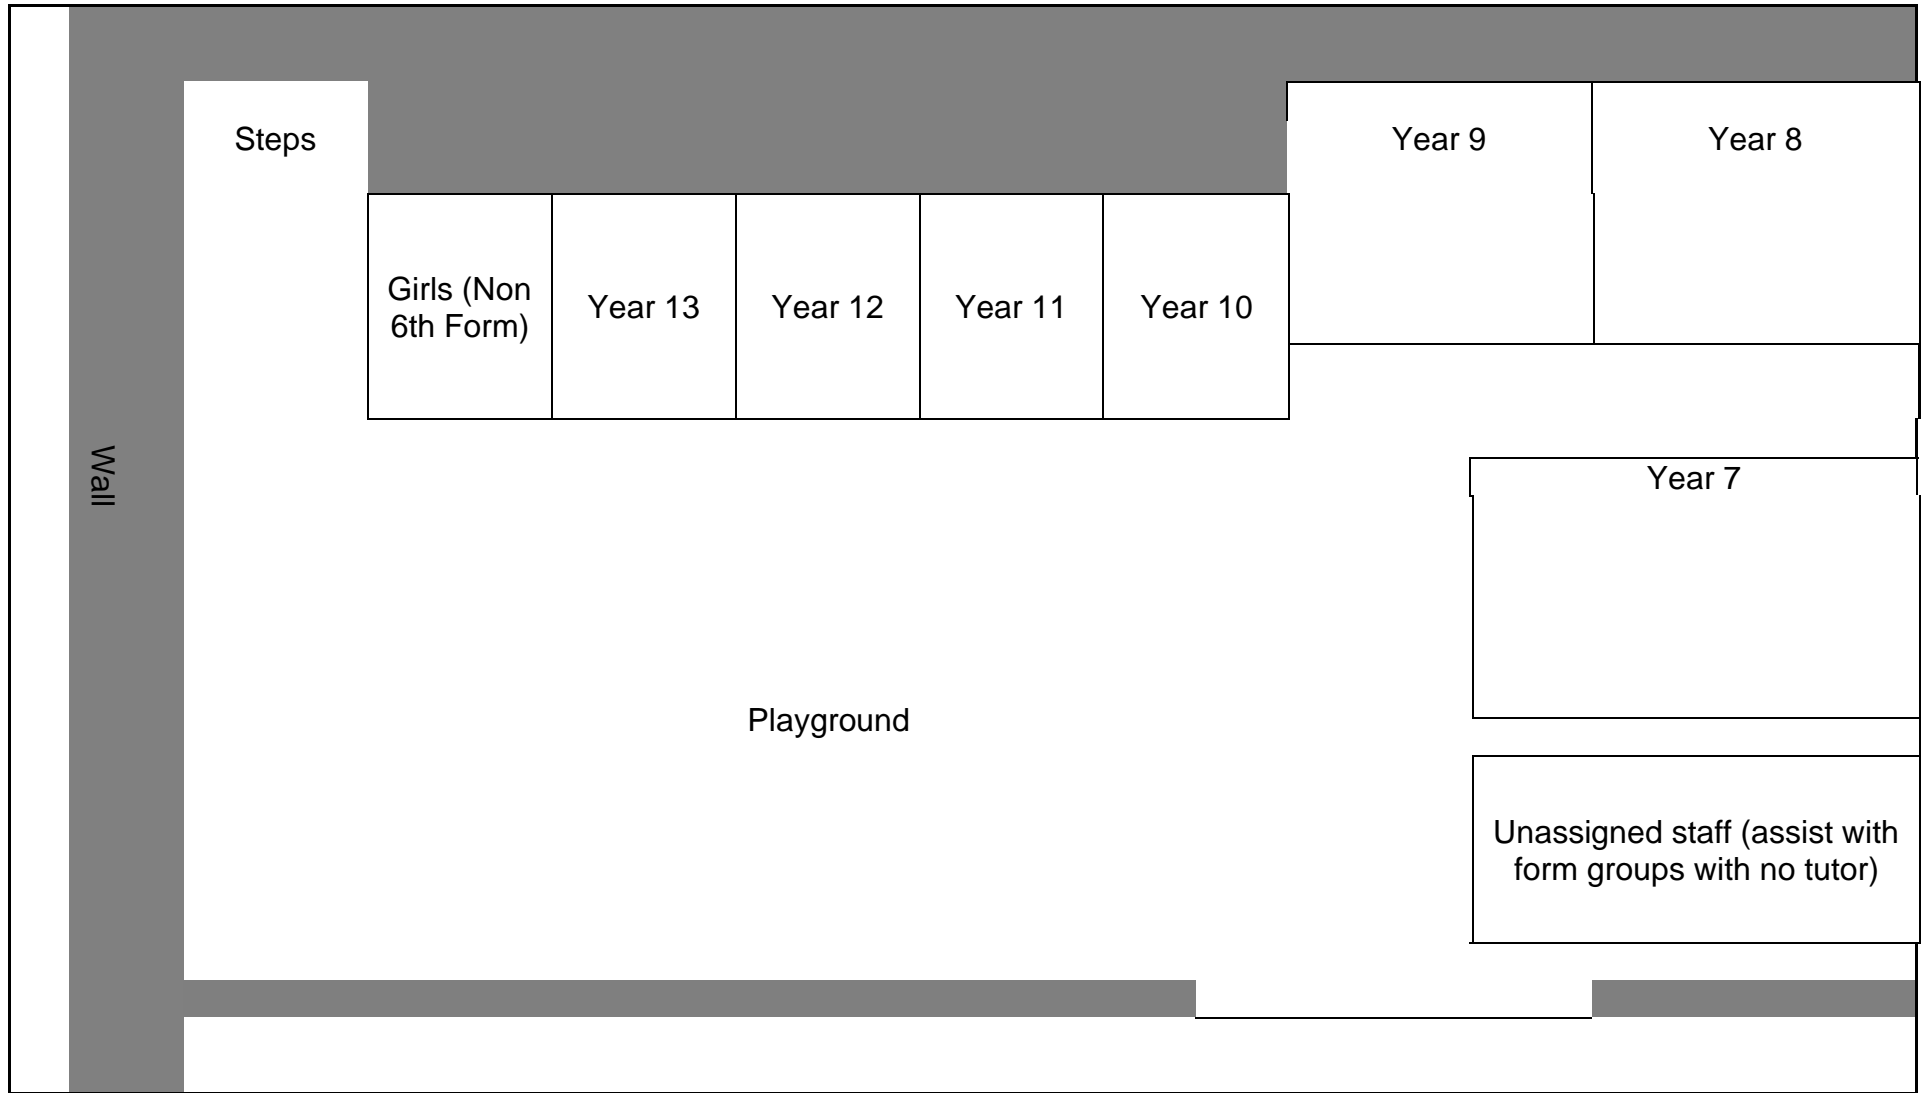 Steps
Year 9
Year 8
Girls (Non
6th Form)
Year 13
Year 12
Year 11
Year 10
Wall
Year 7
Playground
Unassigned staff (assist with
form groups with no tutor)